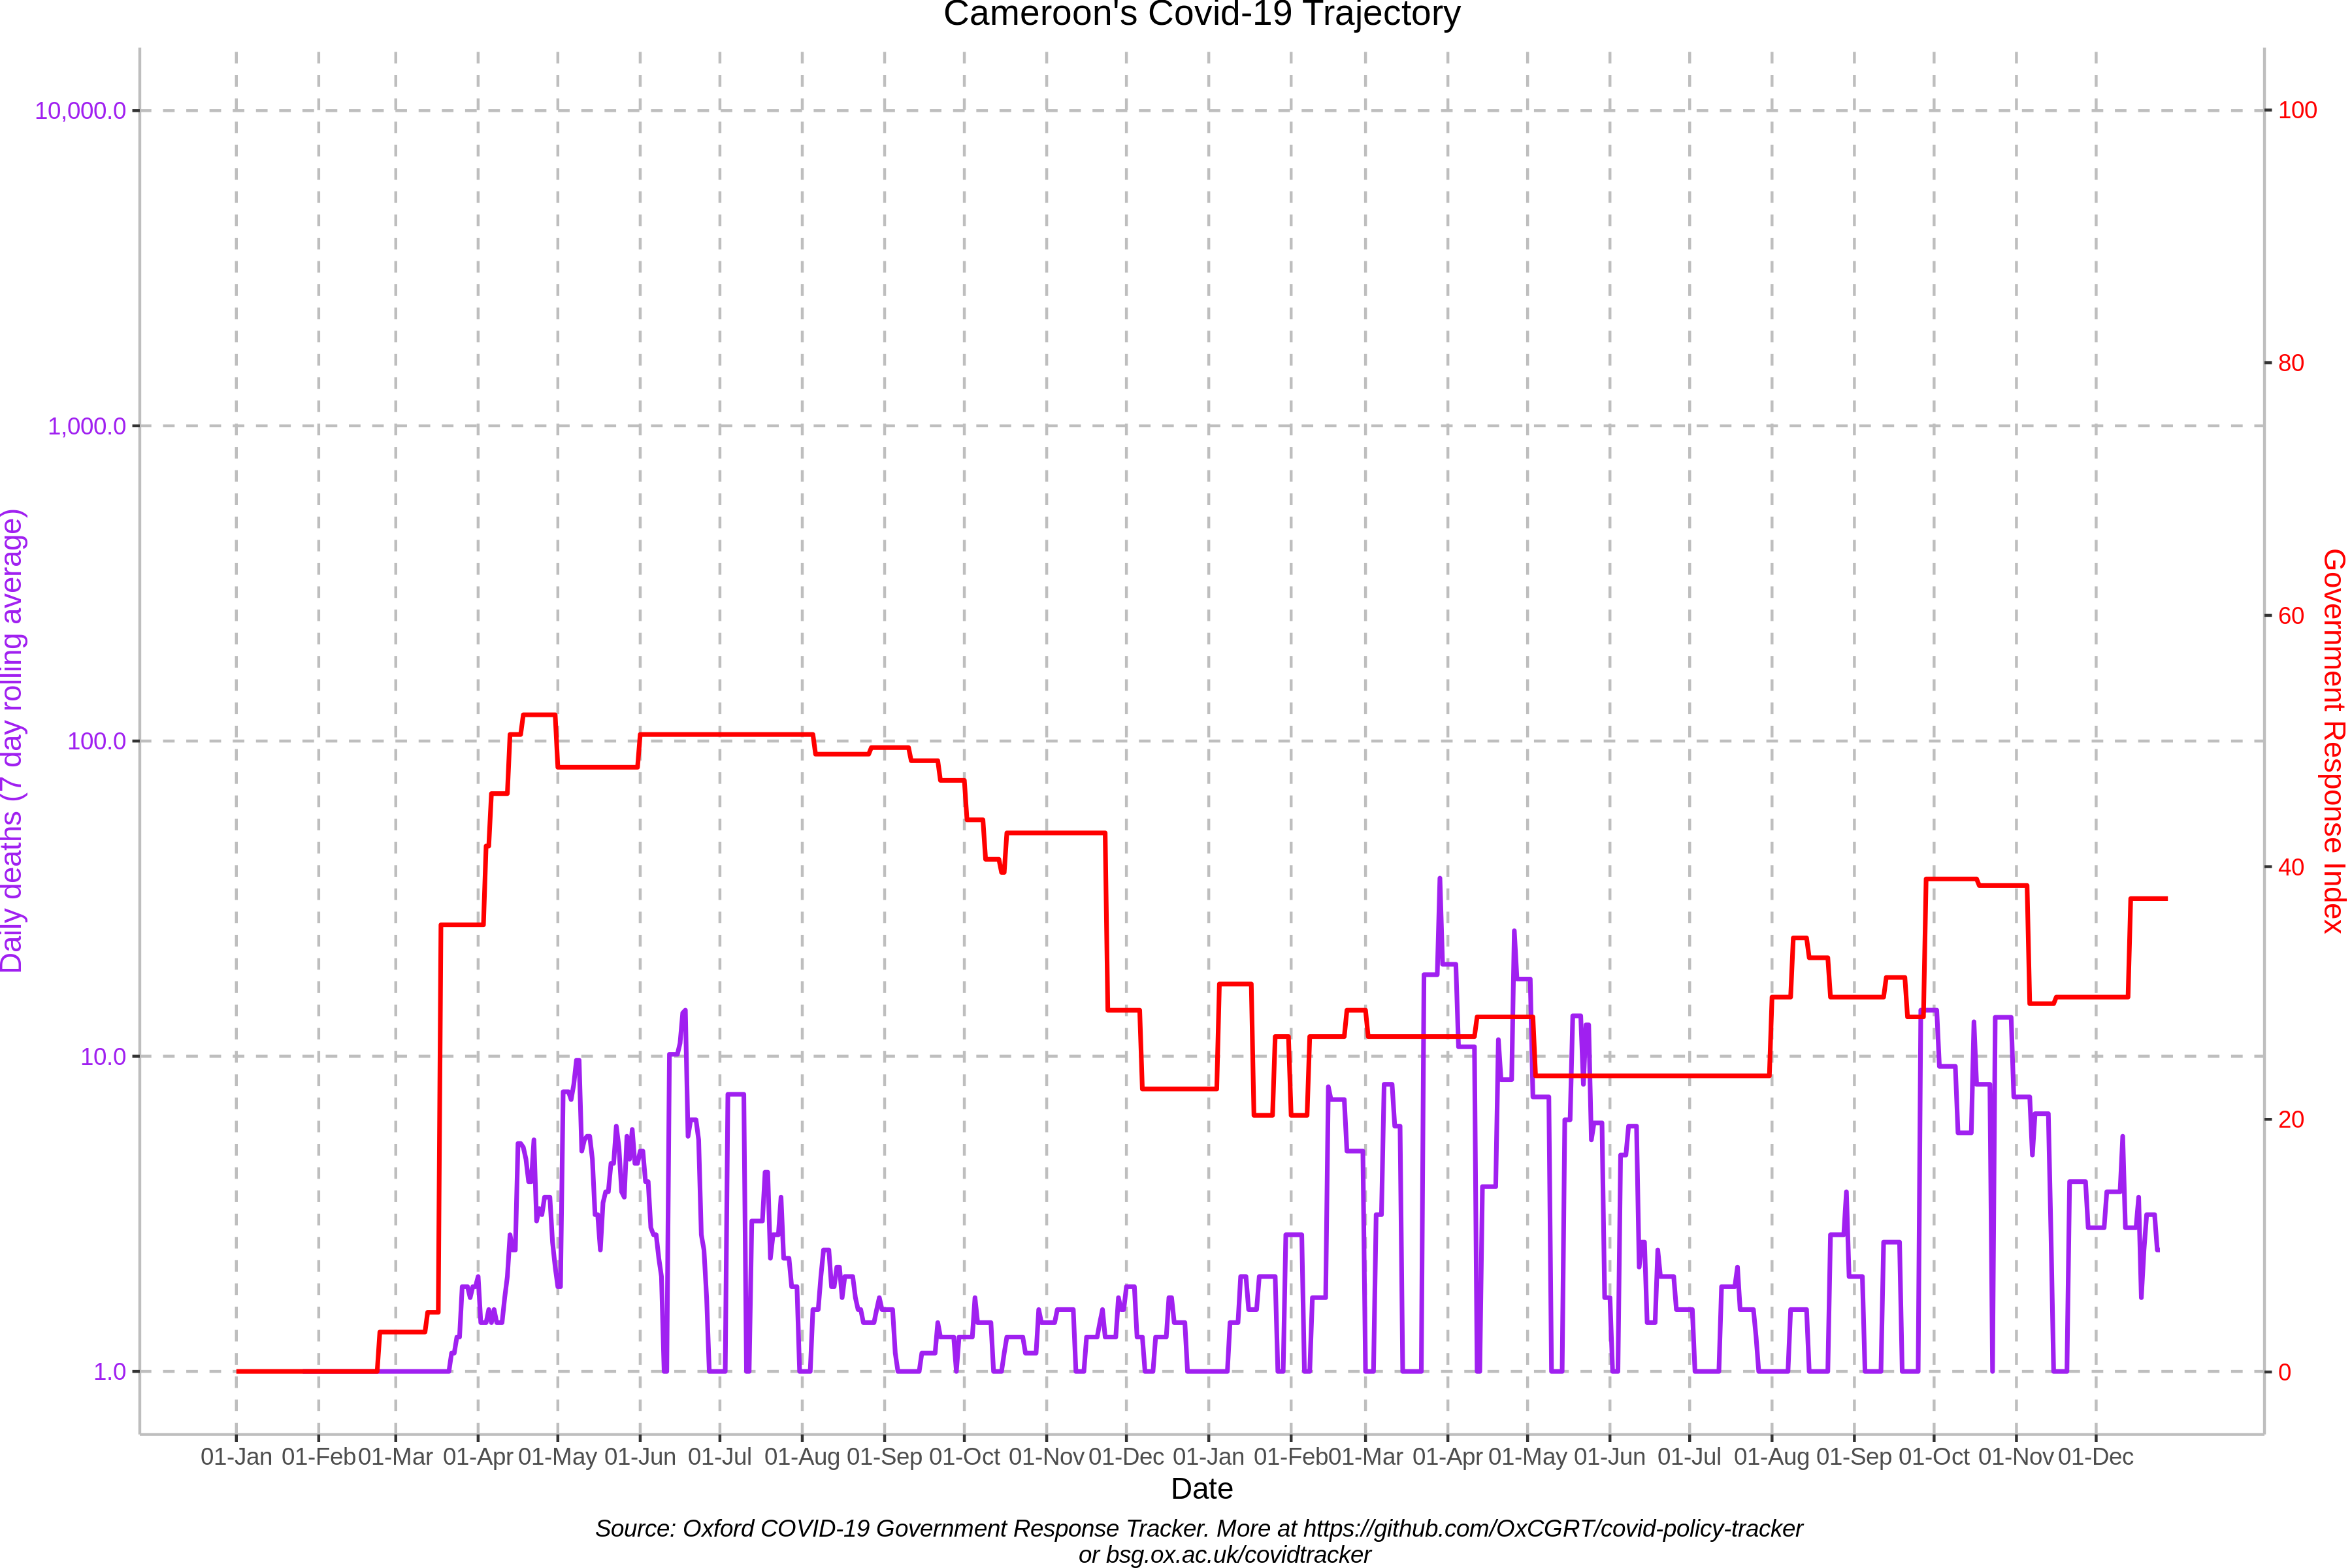 Cameroon's Covid-19 Trajectory
10,000.0
1,000.0
100.0
10.0
1.0
Daily deaths (7 day rolling average)
100
80
60
40
20
0
Government Response Index
01-Jan 01-Feb 01-Mar 01-Apr 01-May 01-Jun 01-Jul 01-Aug 01-Sep 01-Oct 01-Nov 01-Dec 01-Jan 01-Feb 01-Mar 01-Apr 01-May 01-Jun 01-Jul 01-Aug 01-Sep 01-Oct 01-Nov 01-Dec
Date
Source: Oxford COVID-19 Government Response Tracker. More at https://github.com/OxCGRT/covid-policy-tracker
or bsg.ox.ac.uk/covidtracker